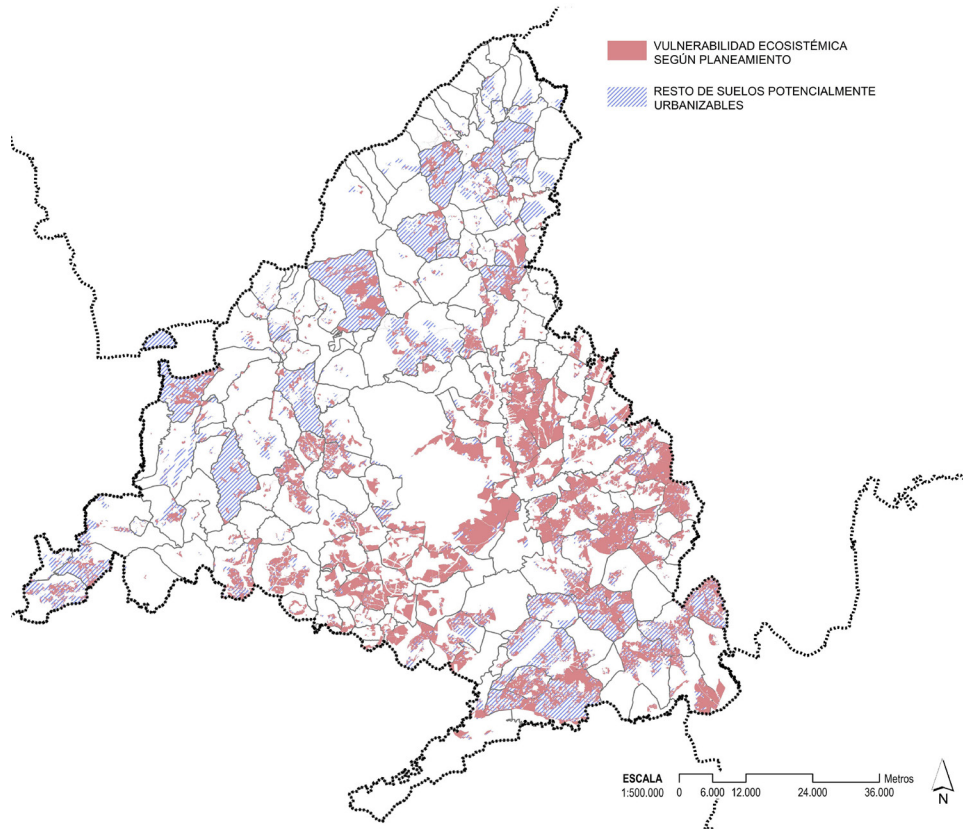 VULNERABILIDAD ECOSISTÉMICA
SEGÚN PLANEAMIENTO
RESTO DE SUELOS POTENCIALMENTE
URBANIZABLES
ESCALA
1:500.000
0 6.000 12.000 24.000 36.000
Metros
N